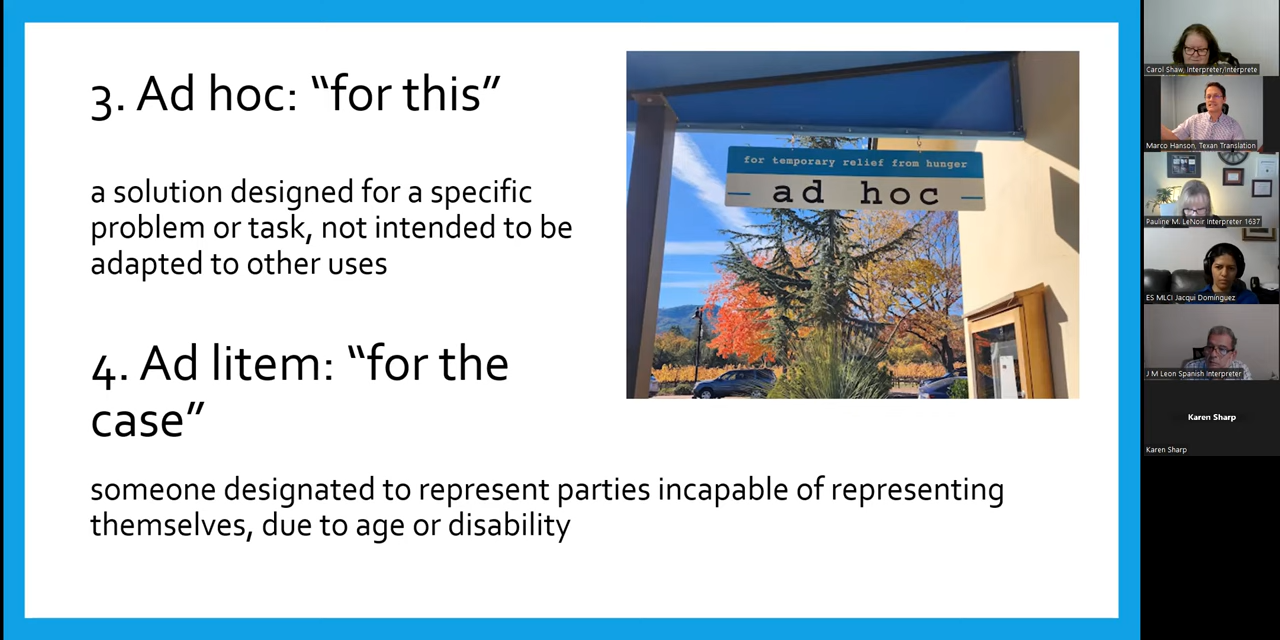 3. Ad hoc: “for this”
a solution designed for a specific
problem or task, not intended to be
adapted to other uses
for temporary relief from hunger
ad hoc
4. Ad litem: “for the
case”
someone designated to represent parties incapable of representing
themselves, due to age or disability
Carol Shaw, Interpreter/Intérprete
Marco Hanson, Texan Translation
Pauline M. LeNoir Interpreter 1637
ES MLCI Jacqui Domínguez
J M Leon Spanish Interpreter
Karen Sharp
Karen Sharp